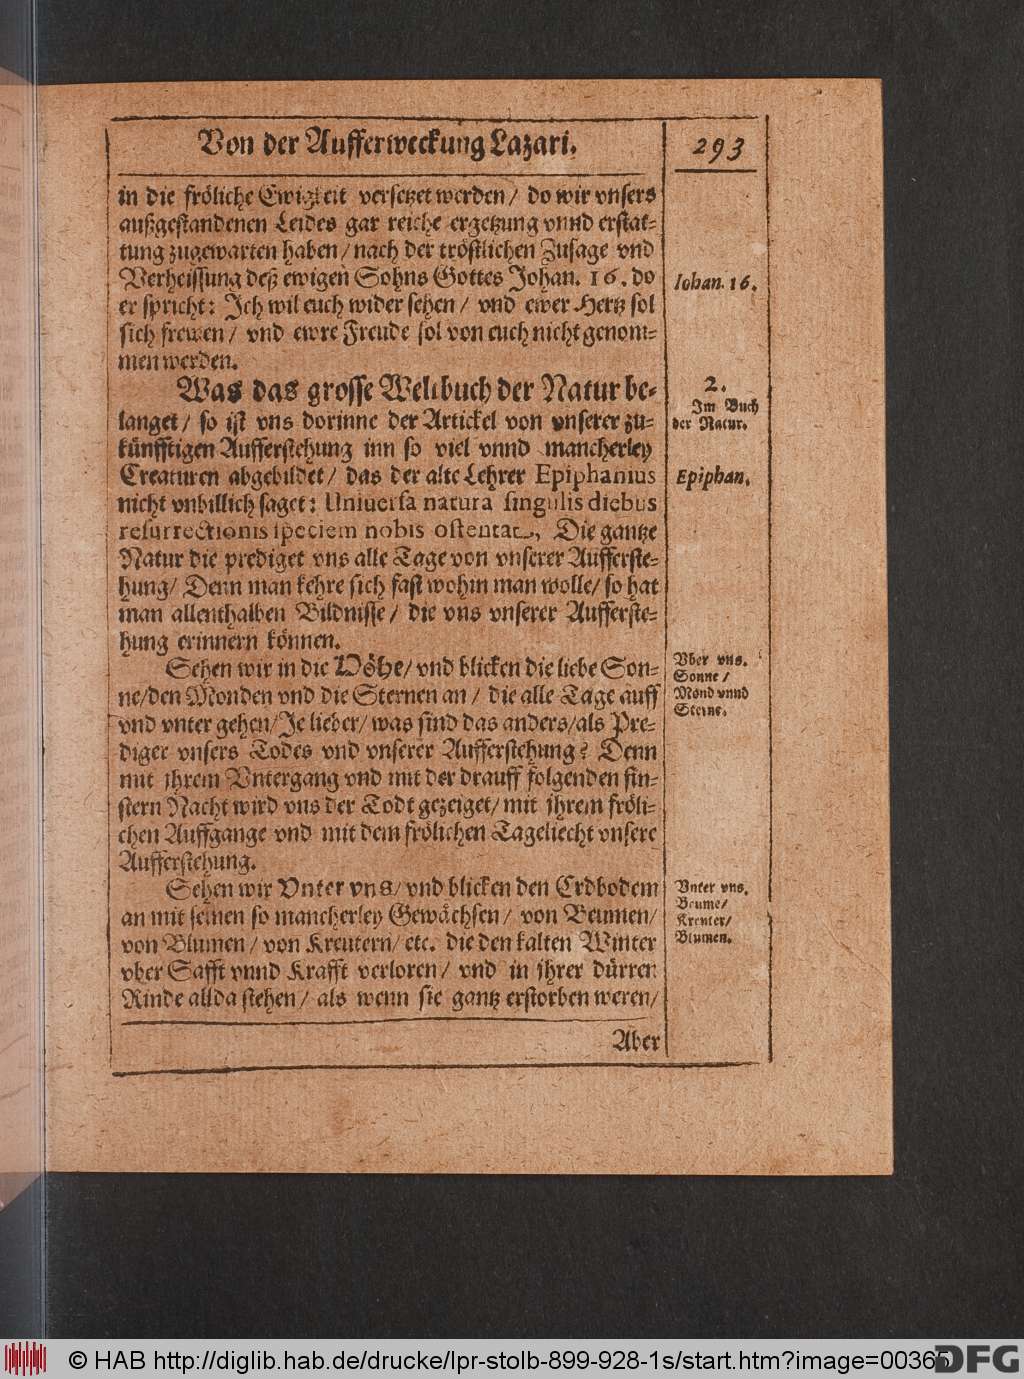 Von der Aufferweckung Lazari.
293
in die fröliche Ewigkeit versetzet werden / do wir vnsers
außgestandenen Leides gar reiche ergetzung vnnd erstat-
tung zugewarten haben / nach der tröstlichen Zusage vnd
Verheissung deß ewigen Sohns Gottes Johan. 16. do
er spricht: Ich wil euch wider sehen / vnd ewer Hertz sol
sich frewen / vnd ewre Freude sol von euch nicht genom-
men werden.
Iohan. 16.
Was das grosse Weltbuch der Natur be-
langet / so ist vns dorinne der Artickel von vnserer zu-
künfftigen Aufferstehung inn so viel vnnd mancherley
Creaturen abgebildet / das der alte Lehrer Epiphanius
nicht vnbillich saget: Uniuersa natura singulis diebus
resurrectionis speciem nobis ostentat, Die gantze
Natur die prediget vns alle Tage von vnserer Aufferste-
hung / Denn man kehre sich fast wohin man wolle / so hat
man allenthalben Bildnisse / die vns vnserer Aufferste-
hung erinnern können.
2.
Im Buch
der Natur.
Epiphan.
Sehen wir in die Höhe / vnd blicken die liebe Son-
ne / den Monden vnd die Sternen an / die alle Tage auff
vnd vnter gehen / Je lieber / was sind das anders / als Pre-
diger vnsers Todes vnd vnserer Aufferstehung? Denn
mit jhrem Vntergang vnd mit der drauff folgenden fin-
stern Nacht wird vns der Todt gezeiget / mit jhrem fröli-
chen Auffgange vnd mit dem frölichen Tageliecht vnsere
Aufferstehung.
Vber vns.
Sonne /
Mond vnnd
Sterne.
Sehen wir Vnter vns / vnd blicken den Erdbodem
an mit seinen so mancherley Gewächsen / von Beumen /
von Blumen / von Kreutern / etc. die den kalten Winter
vber Safft vnnd Krafft verloren / vnd in jhrer dürren
Rinde allda stehen / als wenn sie gantz erstorben weren /
Vnter vns.
Beume /
Kreuter /
Blumen.
Aber
© HAB http://diglib.hab.de/drucke/lpr-stolb-899-928-1s/start.htm?image=00365
DFG